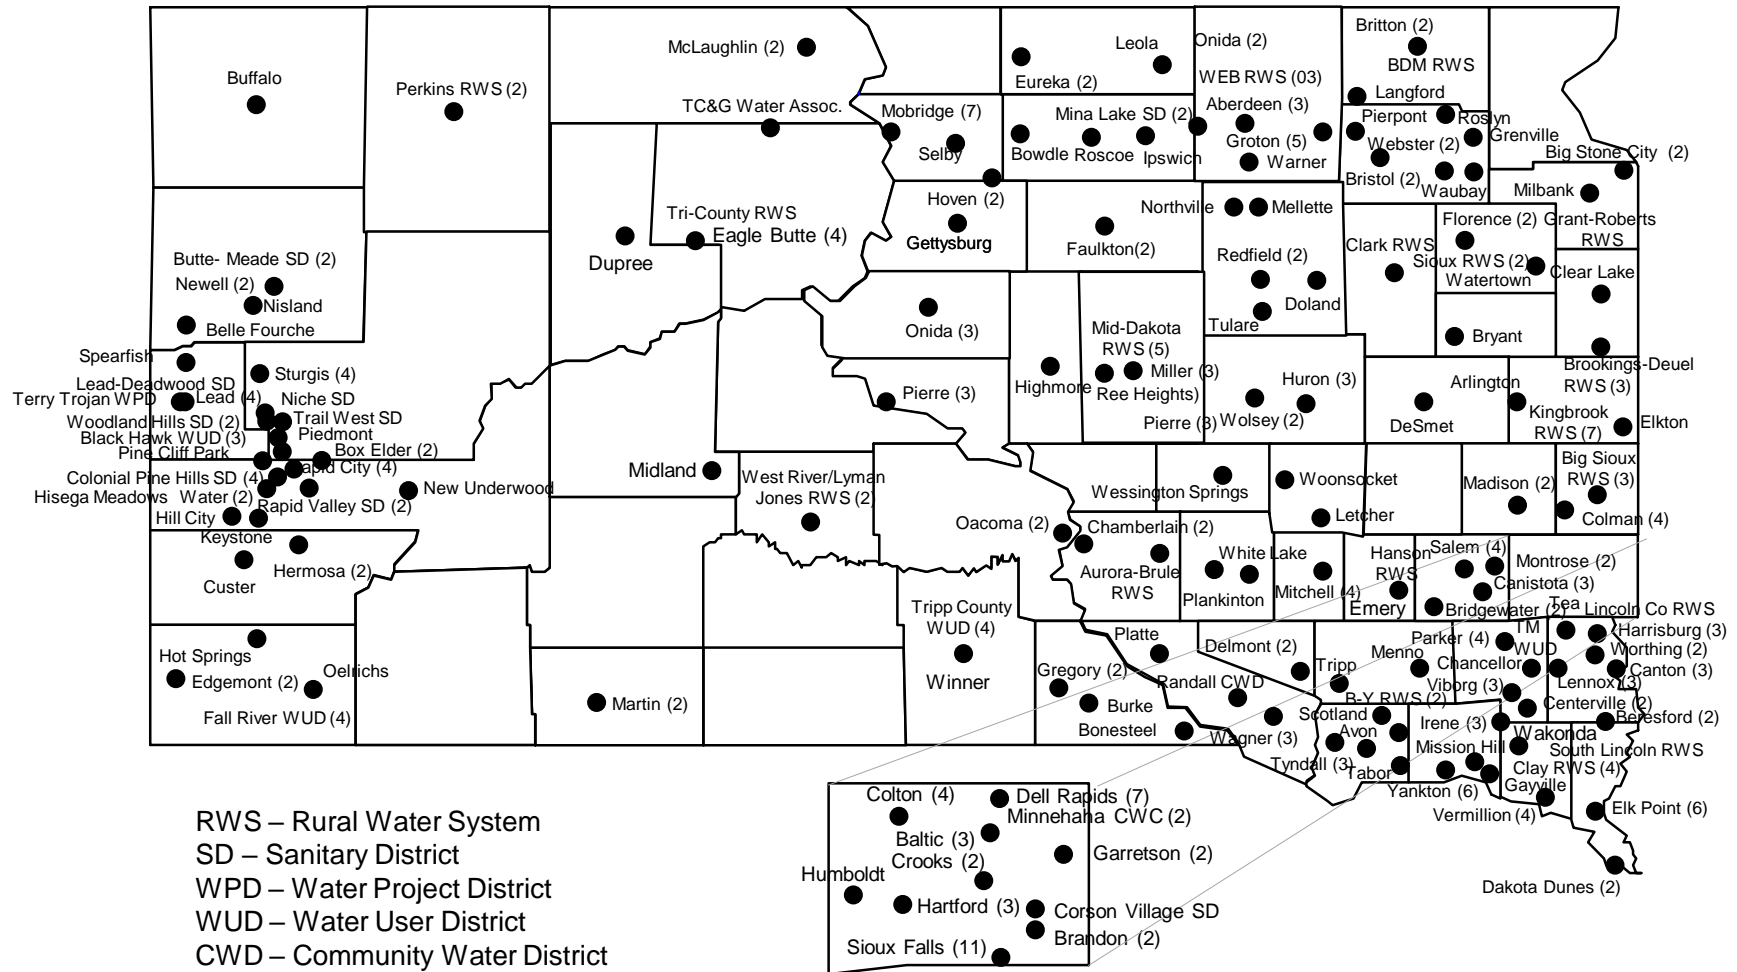 McLaughlin (2)
Leola
Onida (2)
Britton (2)
BDM RWS
Buffalo
Perkins RWS (2)
Eureka (2)
WEB RWS (03)
Langford
TC&G Water Assoc.
Mobridge (7)
Mina Lake SD (2)
Aberdeen (3)
Pierpont
Roslyn
Selby
Bowdle
Roscoe
Ipswich
Groton (5)
Warner
Webster (2)
Grenville
Big Stone City (2)
Bristol (2)
Waubay
Milbank
Hoven (2)
Gettysburg
Northville
Mellette
Florence (2)
Grant-Roberts
RWS
Tri-County RWS
Eagle Butte (4)
Faulkton(2)
Clark RWS
Sioux RWS (2)
Watertown
Clear Lake
Dupree
Redfield (2)
Doland
Butte- Meade SD (2)
Newell (2)
Nisland
Belle Fourche
Onida (3)
Mid-Dakota
RWS (5)
Tulare
Bryant
Spearfish
Lead-Deadwood SD
Sturgis (4)
Terry Trojan WPD
Lead (4)
Niche SD
Highmore
Miller (3)
Ree Heights)
Huron (3)
Arlington
Brookings-Deuel
RWS (3)
Woodland Hills SD (2)
Trail West SD
Pierre (3)
Pierre (3)
Wolsey (2)
DeSmet
Kingbrook
RWS (7)
Elkton
Black Hawk WUD (3)
Piedmont
Pine Cliff Park
Box Elder (2)
Rapid City (4)
Colonial Pine Hills SD (4)
Midland
West River/Lyman
Jones RWS (2)
Woonsocket
Big Sioux
RWS (3)
Hisega Meadows Water (2)
Rapid Valley SD (2)
New Underwood
Wessington Springs
Madison (2)
Hill City
Letcher
Colman (4)
Oacoma (2)
Chamberlain (2)
Keystone
Hermosa (2)
Custer
Aurora-Brule
RWS
White Lake
Plankinton
Mitchell (4)
Hanson
RWS
Emery
Salem (4)
Montrose (2)
Canistota (3)
Bridgewater (2)
Tea
Lincoln Co RWS
Tripp County
WUD (4)
Winner
Platte
Delmont (2)
Parker (4)
TM
WUD
Harrisburg (3)
Worthing (2)
Hot Springs
Edgemont (2)
Oelrichs
Fall River WUD (4)
Martin (2)
Gregory (2)
Burke
Bonesteel
Randall CWD
Tripp
Menno
Chancellor
Canton (3)
Viborg (3)
Lennox (3)
B-Y RWS (2)
Centerville (2)
Scotland
Irene (3)
Beresford (2)
Wagner (3)
Avon
Wakonda
Mission Hill
South Lincoln RWS
Tyndall (3)
Tabor
Clay RWS (4)
Yankton (6)
Gayville
Vermillion (4)
Elk Point (6)
Dakota Dunes (2)
Colton (4)
Dell Rapids (7)
Minnehaha CWC (2)
Baltic (3)
Crooks (2)
Garretson (2)
Humboldt
Hartford (3)
Corson Village SD
Brandon (2)
Sioux Falls (11)
RWS – Rural Water System
SD – Sanitary District
WPD – Water Project District
WUD – Water User District
CWD – Community Water District